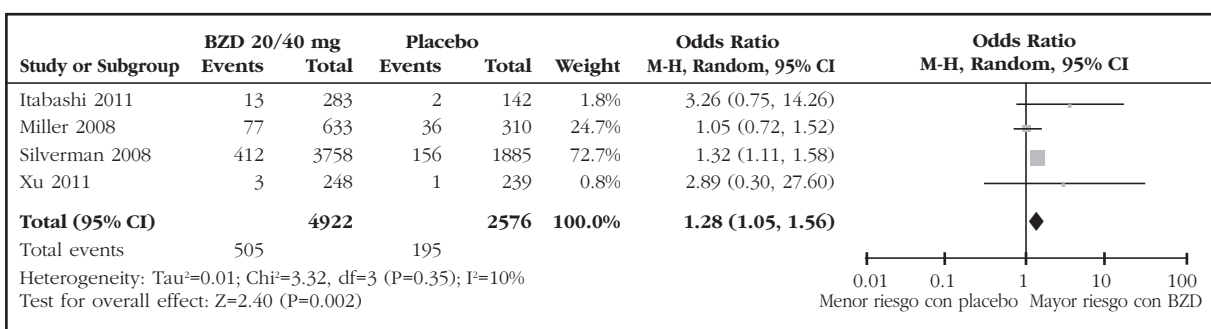 BZD 20/40 mg Placebo Odds Ratio Odds Ratio
Study or Subgroup Events Total Events Total Weight M-H, Random, 95% CI M-H, Random, 95% CI
Itabashi 2011 13 283 2 142 1.8% 3.26 (0.75, 14.26)
Miller 2008 77 633 36 310 24.7% 1.05 (0.72, 1.52)
Silverman 2008 412 3758 156 1885 72.7% 1.32 (1.11, 1.58)
Xu 2011 3 248 1 239 0.8% 2.89 (0.30, 27.60)
Total (95% CI) 4922 2576 100.0% 1.28 (1.05, 1.56)
Total events 505 195
Heterogeneity: Tau²=0.01; Chi²=3.32, df=3 (P=0.35); I²=10%
Test for overall effect: Z=2.40 (P=0.002)
0.01 0.1 1 10 100
Menor riesgo con placebo Mayor riesgo con BZD